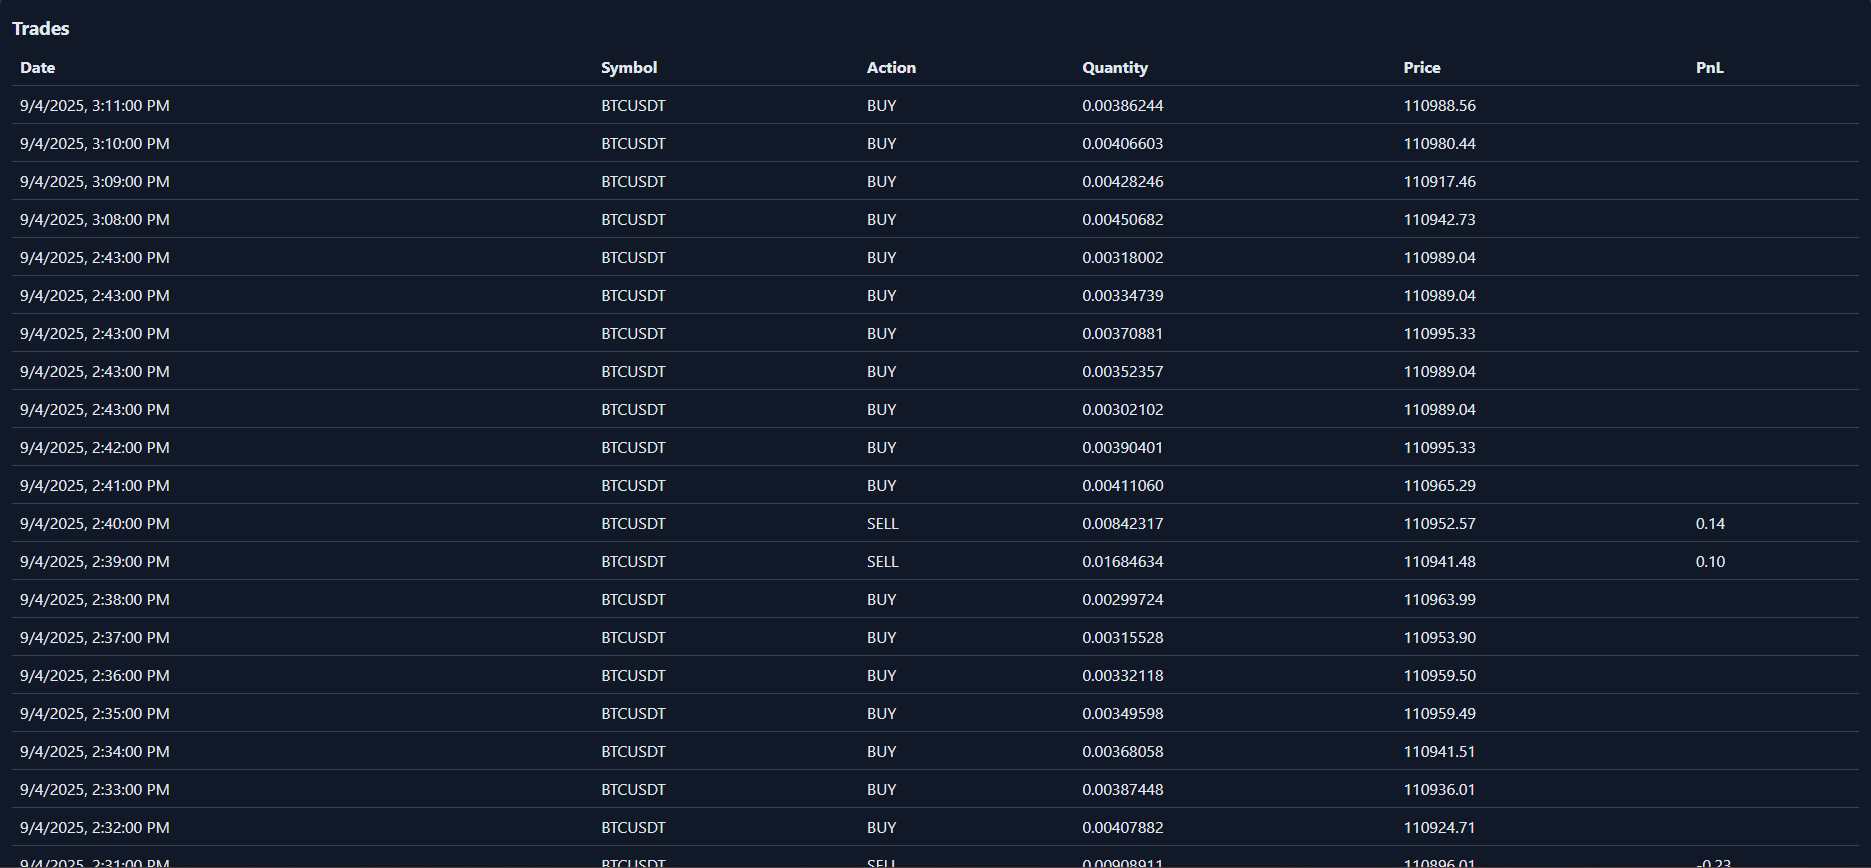 Trades
Date Symbol Action Quantity Price PnL
9/4/2025, 3:11:00 PM BTCUSDT BUY 0.00386244 110988.56
9/4/2025, 3:10:00 PM BTCUSDT BUY 0.00406603 110980.44
9/4/2025, 3:09:00 PM BTCUSDT BUY 0.00428246 110917.46
9/4/2025, 3:08:00 PM BTCUSDT BUY 0.00450682 110942.73
9/4/2025, 2:43:00 PM BTCUSDT BUY 0.00318002 110989.04
9/4/2025, 2:43:00 PM BTCUSDT BUY 0.00334739 110989.04
9/4/2025, 2:43:00 PM BTCUSDT BUY 0.00370881 110995.33
9/4/2025, 2:43:00 PM BTCUSDT BUY 0.00352357 110989.04
9/4/2025, 2:43:00 PM BTCUSDT BUY 0.00302102 110989.04
9/4/2025, 2:42:00 PM BTCUSDT BUY 0.00390401 110995.33
9/4/2025, 2:41:00 PM BTCUSDT BUY 0.00411060 110965.29
9/4/2025, 2:40:00 PM BTCUSDT SELL 0.00842317 110952.57 0.14
9/4/2025, 2:39:00 PM BTCUSDT SELL 0.01684634 110941.48 0.10
9/4/2025, 2:38:00 PM BTCUSDT BUY 0.00299724 110963.99
9/4/2025, 2:37:00 PM BTCUSDT BUY 0.00315528 110953.90
9/4/2025, 2:36:00 PM BTCUSDT BUY 0.00332118 110959.50
9/4/2025, 2:35:00 PM BTCUSDT BUY 0.00349598 110959.49
9/4/2025, 2:34:00 PM BTCUSDT BUY 0.00368058 110941.51
9/4/2025, 2:33:00 PM BTCUSDT BUY 0.00387448 110936.01
9/4/2025, 2:32:00 PM BTCUSDT BUY 0.00407882 110924.71
9/4/2025, 2:31:00 PM BTCUSDT SELL 0.00908911 110896.01 -0.23